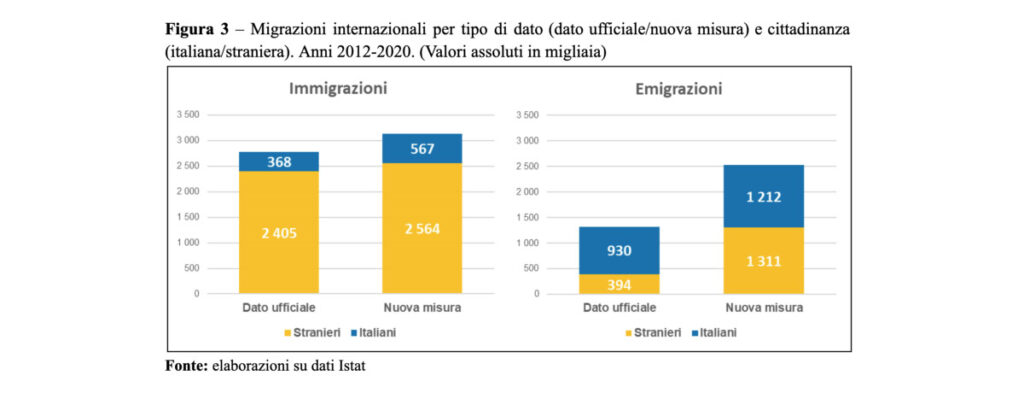 Figura 3 – Migrazioni internazionali per tipo di dato (dato ufficiale/nuova misura) e cittadinanza
(italiana/straniera). Anni 2012-2020. (Valori assoluti in migliaia)
Immigrazioni
3 500
3 000
2 500
2 000
1 500
1 000
500
0
368
2 405
567
2 564
Dato ufficiale Nuova misura
Stranieri Italiani
Emigrazioni
3 500
3 000
2 500
2 000
1 500
1 000
500
0
930
394
1 212
1 311
Dato ufficiale Nuova misura
Stranieri Italiani
Fonte: elaborazioni su dati Istat